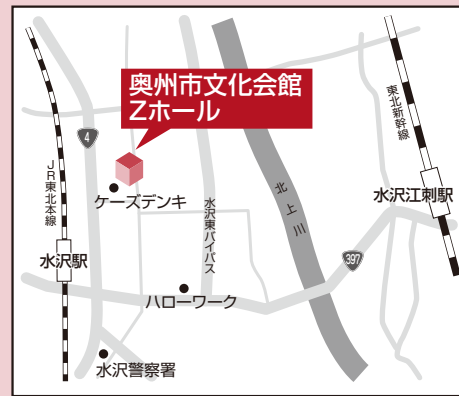 奥州市文化会館
Zホール
4
東北新幹線
JR東北本線
ケーズデンキ
水沢東バイパス
北上川
水沢江刺駅
水沢駅
397
ハローワーク
水沢警察署